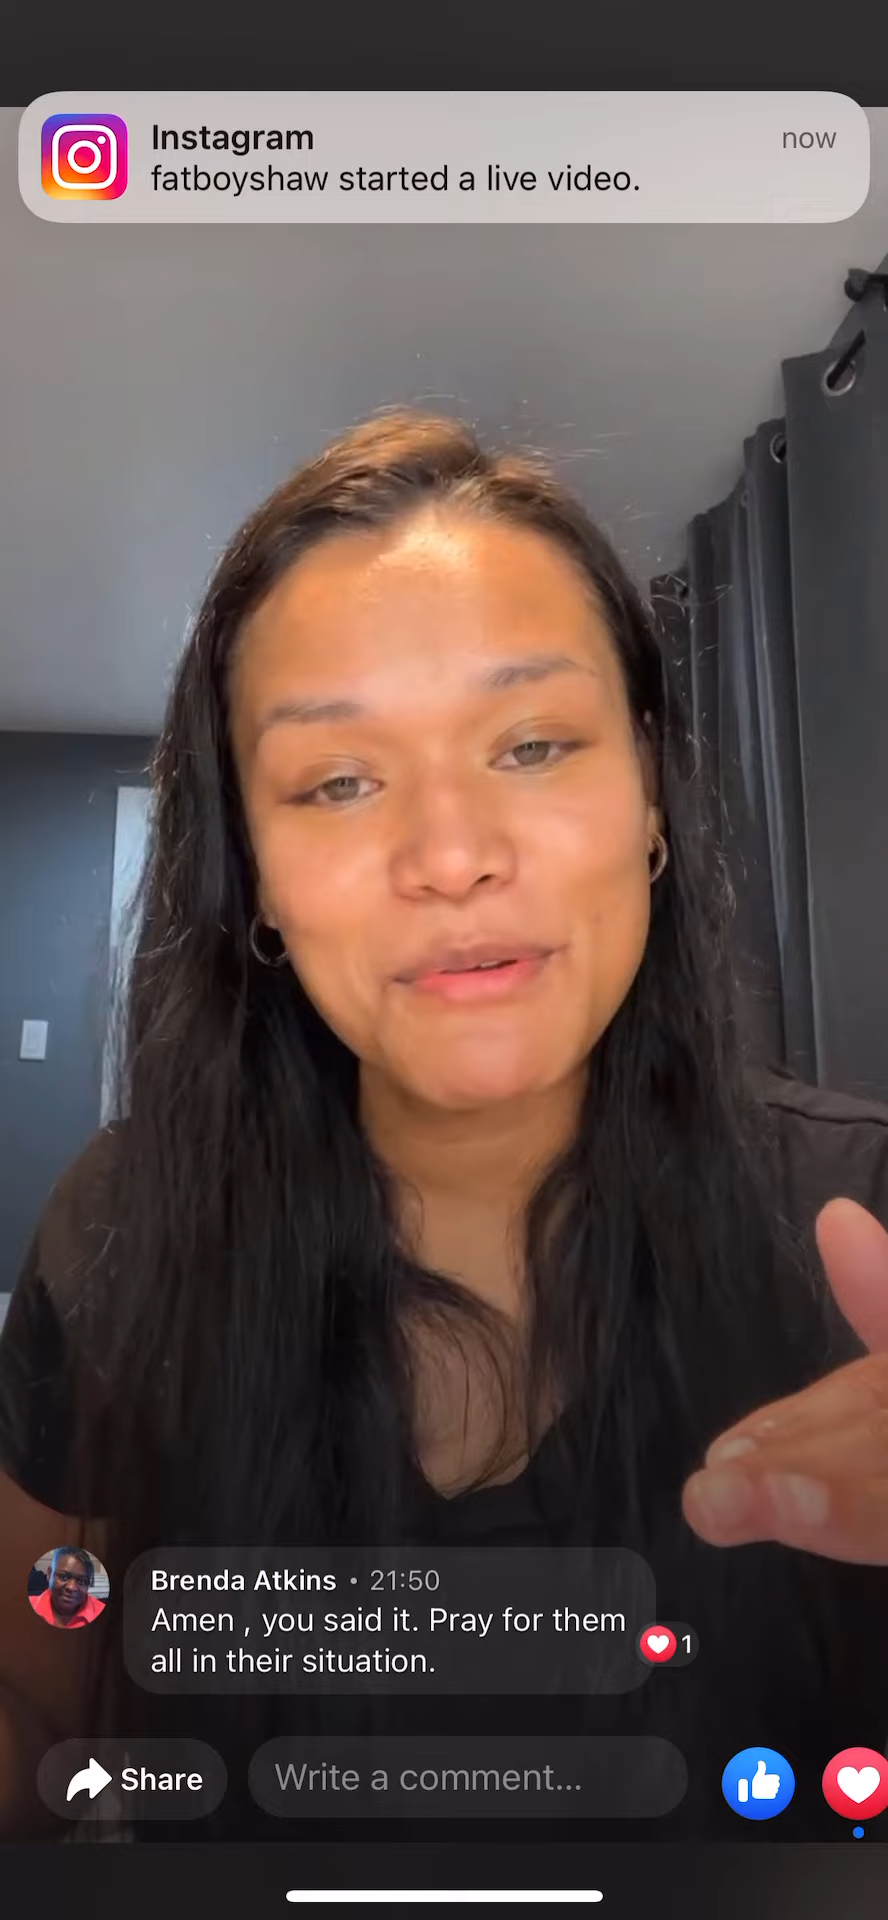 Instagram
now
fatboyshaw started a live video.
Brenda Atkins • 21:50
Amen , you said it. Pray for them
all in their situation.
1
Share
Write a comment...